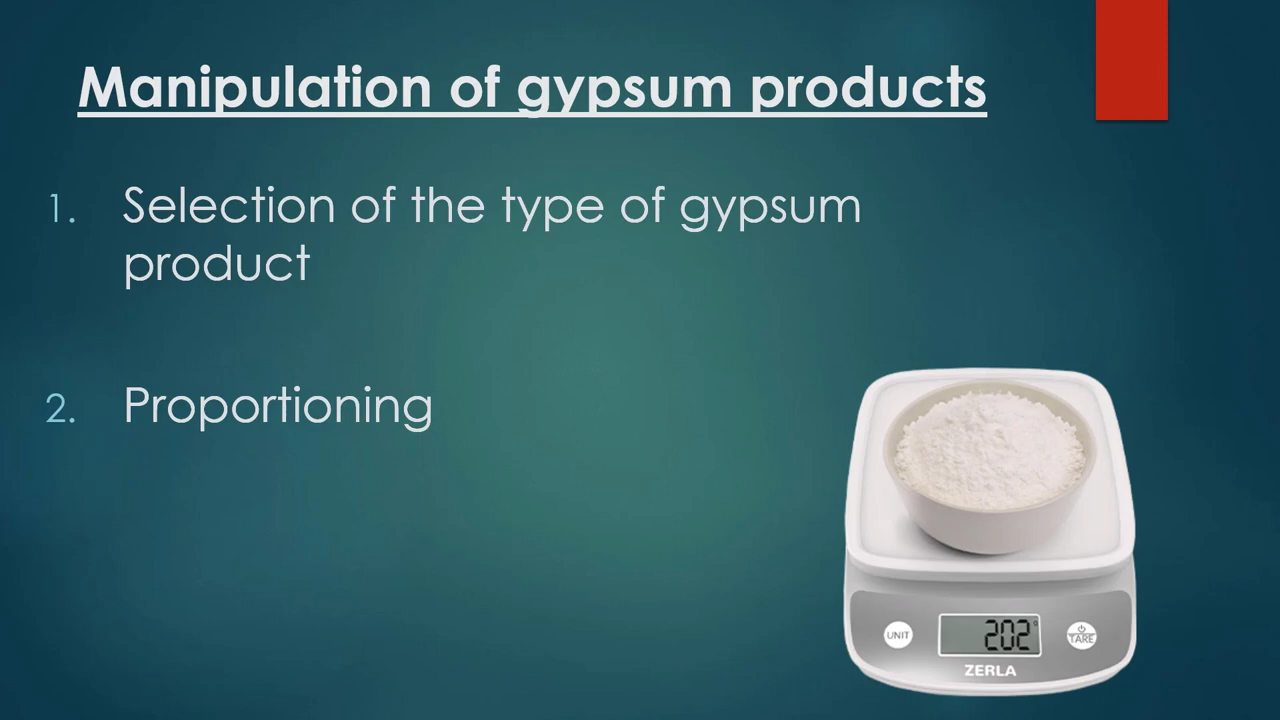 Manipulation of gypsum products
1. Selection of the type of gypsum
product
2. Proportioning
202
UNIT
TARE
ZERLA